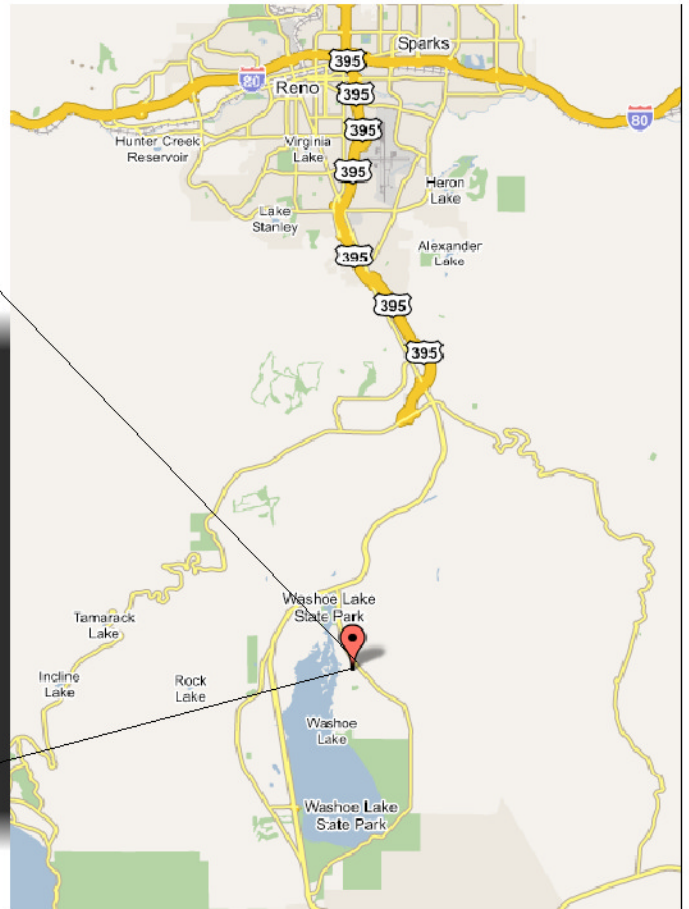 Sparks
395
80
Reno
395
80
Hunter Creek
Reservoir
Virginia
Lake
395
395
Heron
Lake
Lake
Stanley
Alexander
Lake
395
395
395
Washoe Lake
State Park
Tamarack
Lake
Incline
Lake
Rock
Lake
Washoe
Lake
Washoe Lake
State Park